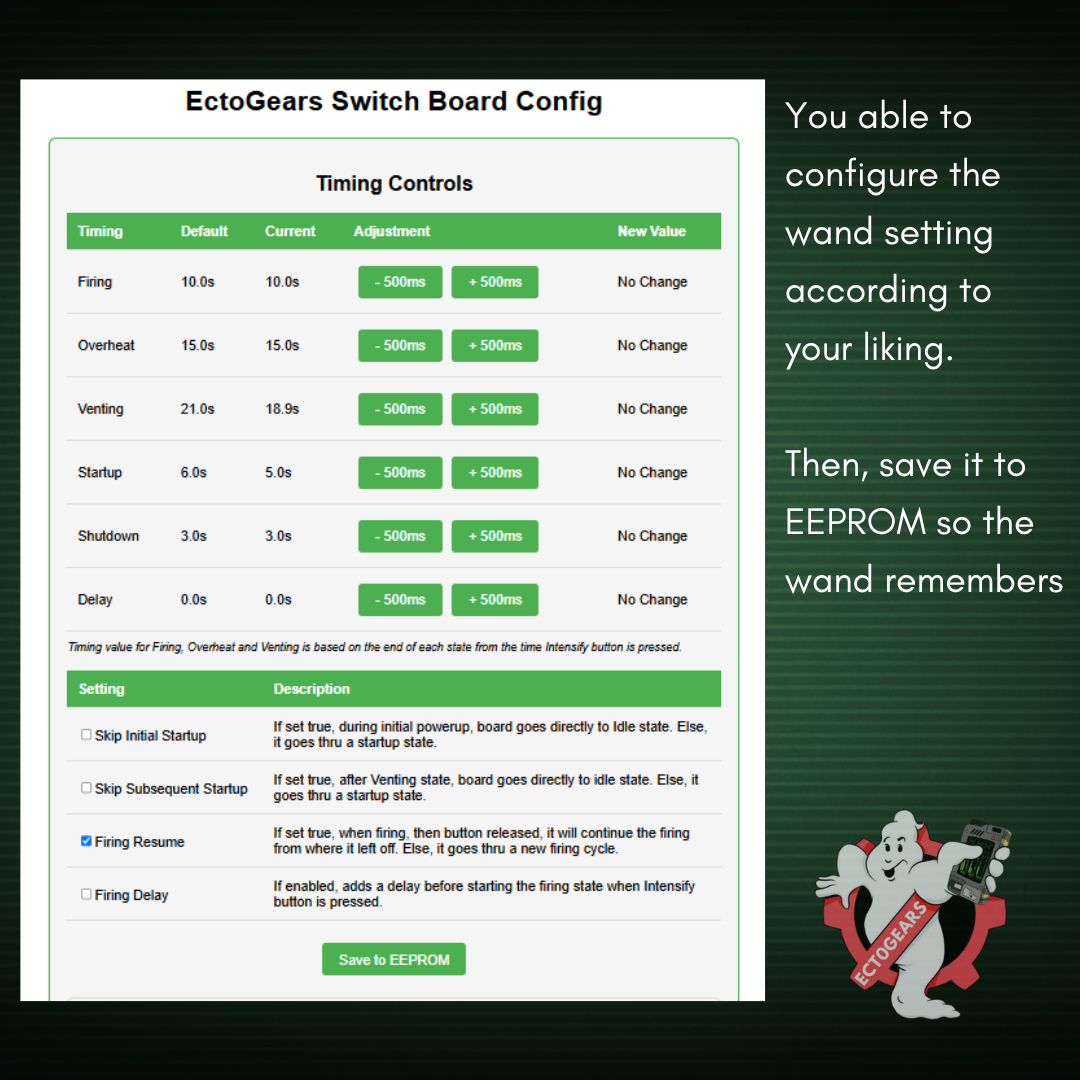 EctoGears Switch Board Config
Timing Controls
Timing Default Current Adjustment New Value
Firing 10.0s 10.0s - 500ms + 500ms No Change
Overheat 15.0s 15.0s - 500ms + 500ms No Change
Venting 21.0s 18.9s - 500ms + 500ms No Change
Startup 6.0s 5.0s - 500ms + 500ms No Change
Shutdown 3.0s 3.0s - 500ms + 500ms No Change
Delay 0.0s 0.0s - 500ms + 500ms No Change
Timing value for Firing, Overheat and Venting is based on the end of each state from the time Intensify button is pressed.
Setting Description
Skip Initial Startup
If set true, during initial powerup, board goes directly to Idle state. Else,
it goes thru a startup state.
Skip Subsequent Startup
If set true, after Venting state, board goes directly to idle state. Else, it
goes thru a startup state.
Firing Resume
If set true, when firing, then button released, it will continue the firing
from where it left off. Else, it goes thru a new firing cycle.
Firing Delay
If enabled, adds a delay before starting the firing state when Intensify
button is pressed.
Save to EEPROM
You able to
configure the
wand setting
according to
your liking.
Then, save it to
EEPROM so the
wand remembers
ECTOGEARS